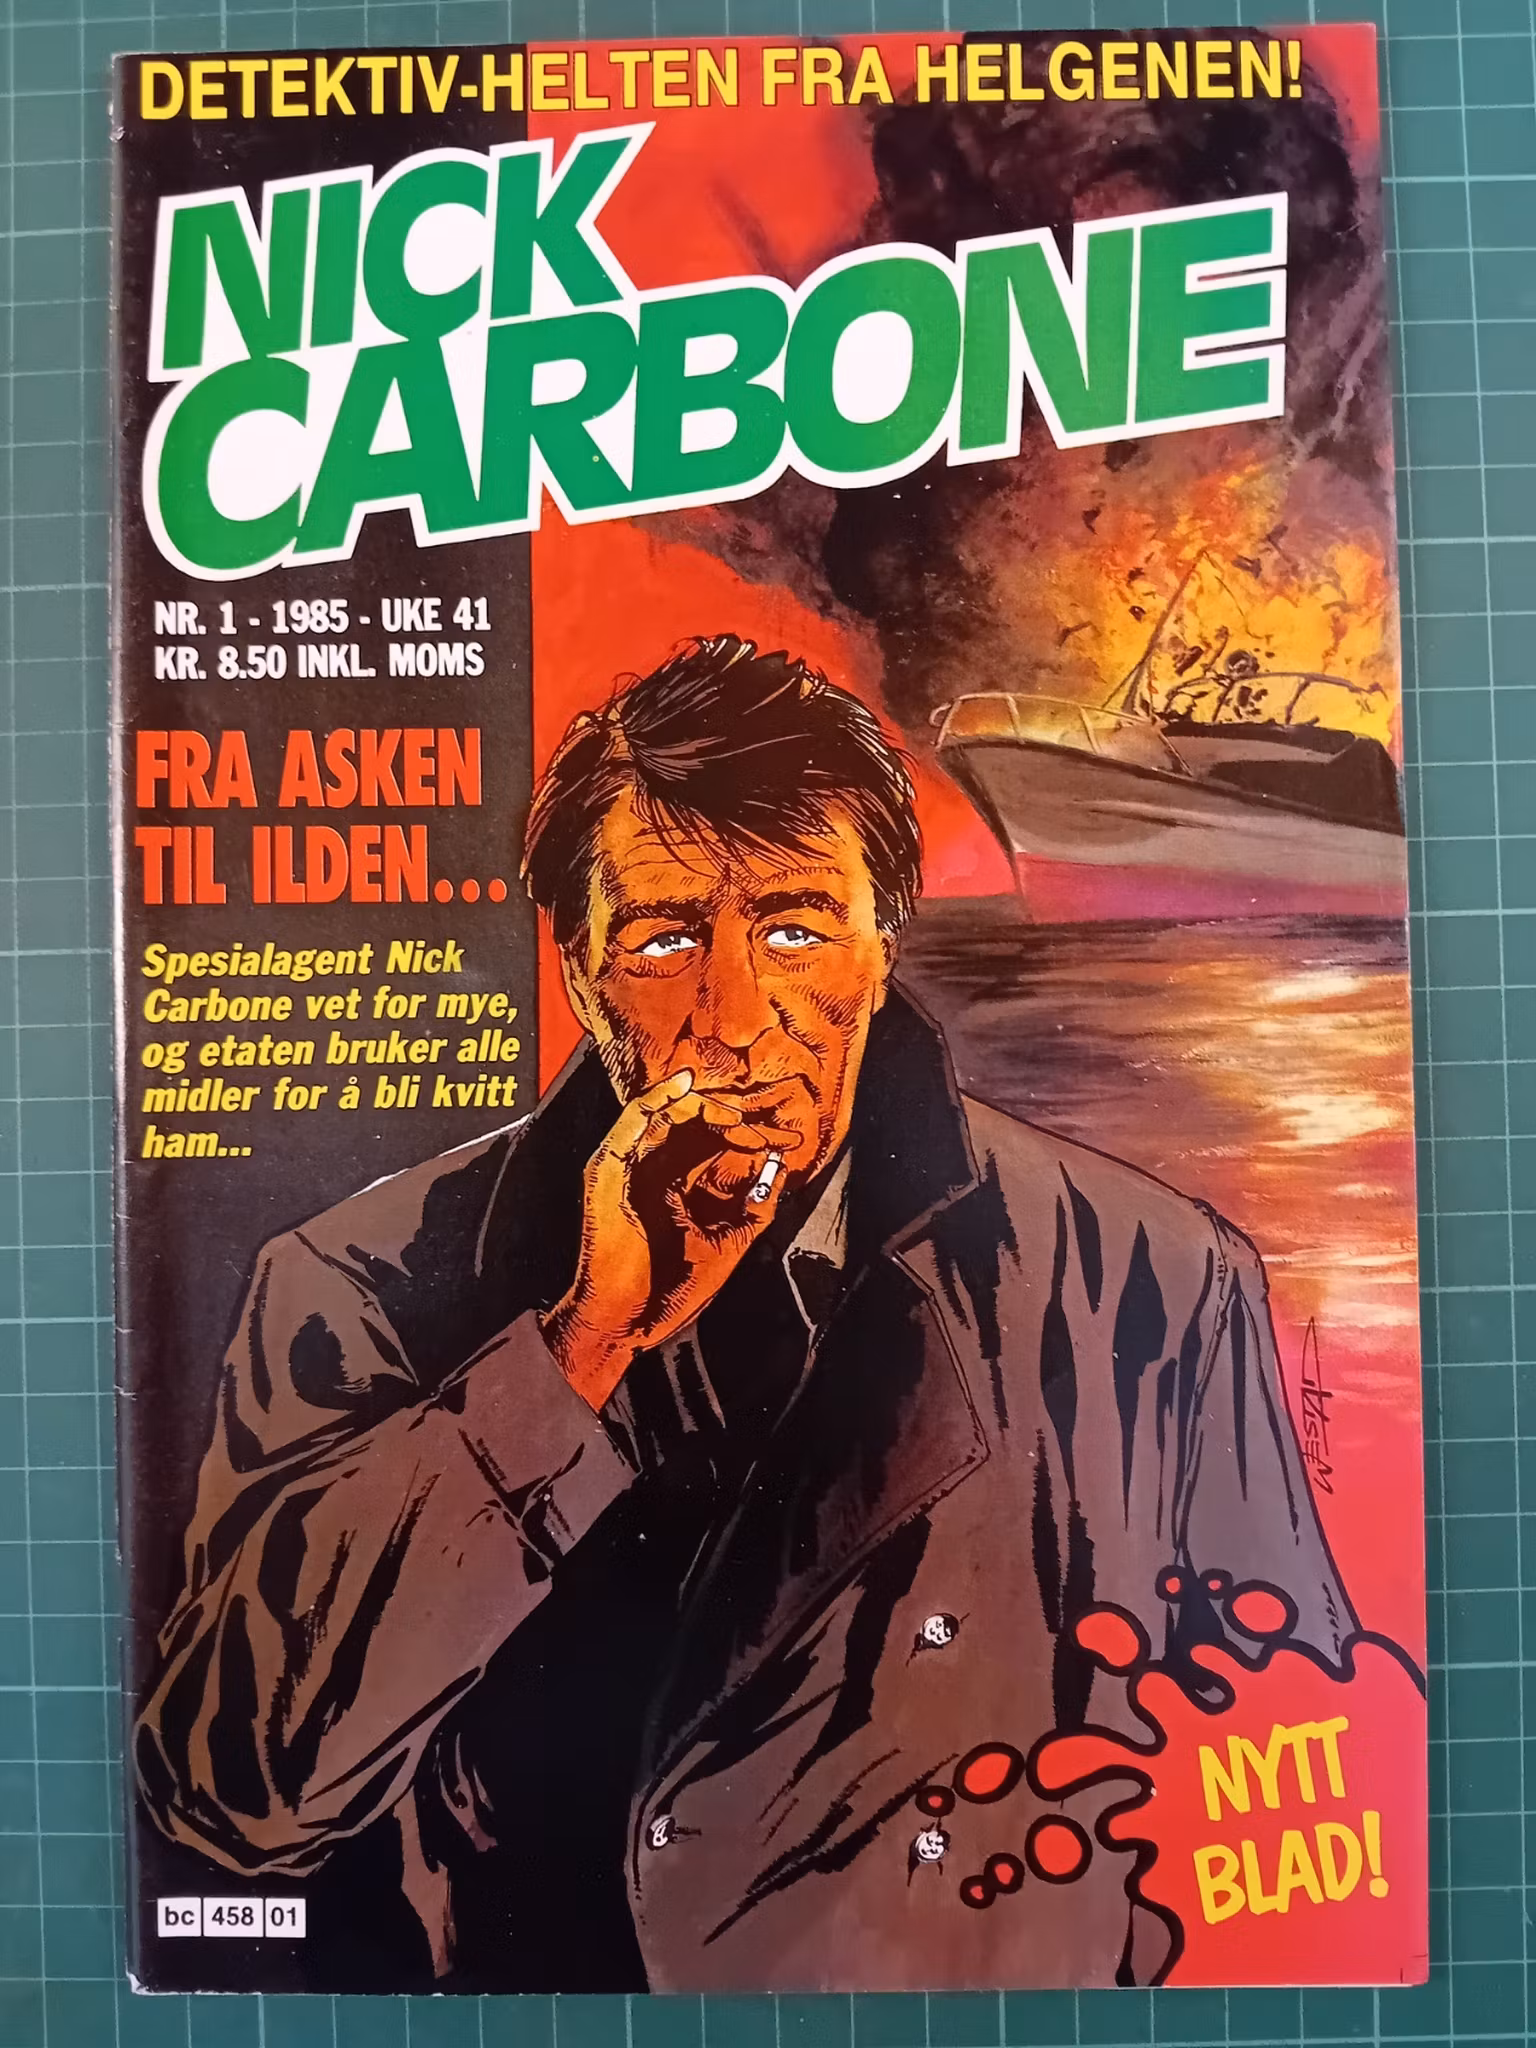 DETEKTIV-HELTEN FRA HELGENEN!
NICK
CARBONE
NR. 1 - 1985 - UKE 41
KR. 8.50 INKL. MOMS
FRA ASKEN
TIL ILDEN...
Spesialagent Nick
Carbone vet for mye,
og etaten bruker alle
midler for å bli kvitt
ham...
WESTAD
NYTT
BLAD!
bc 458 01